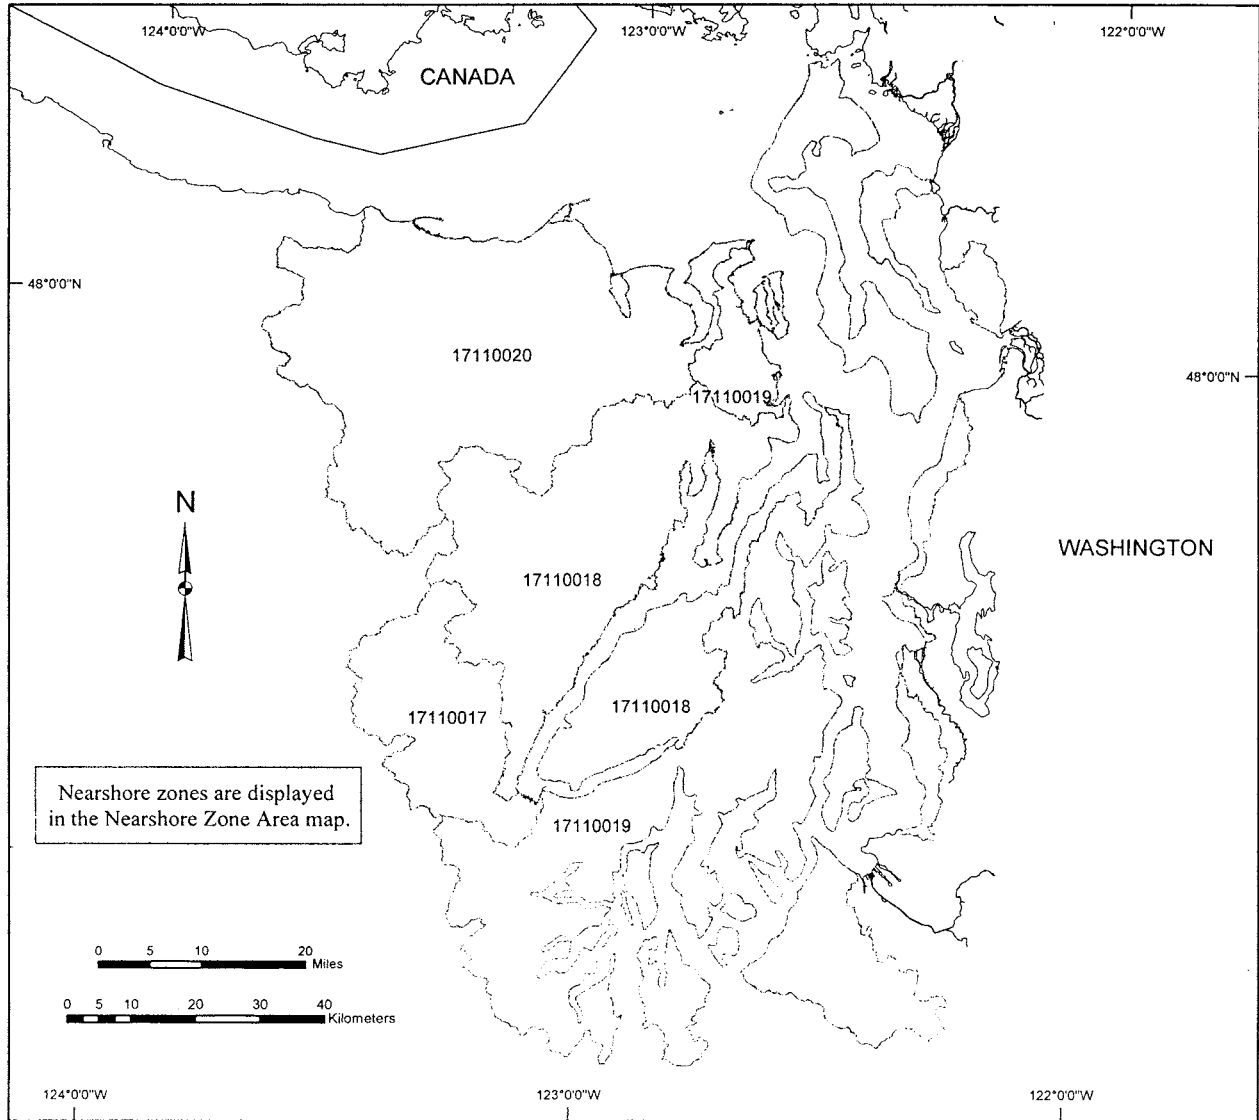 124°0'0"W
123°0'0"W
122°0'0"W
CANADA
48°0'0"N
17110020
48°0'0"N
17110019
N
WASHINGTON
17110018
17110018
17110017
Nearshore zones are displayed
in the Nearshore Zone Area map.
17110019
0 5 10 20
Miles
0 5 10 20 30 40
Kilometers
124°0'0"W
123°0'0"W
122°0'0"W